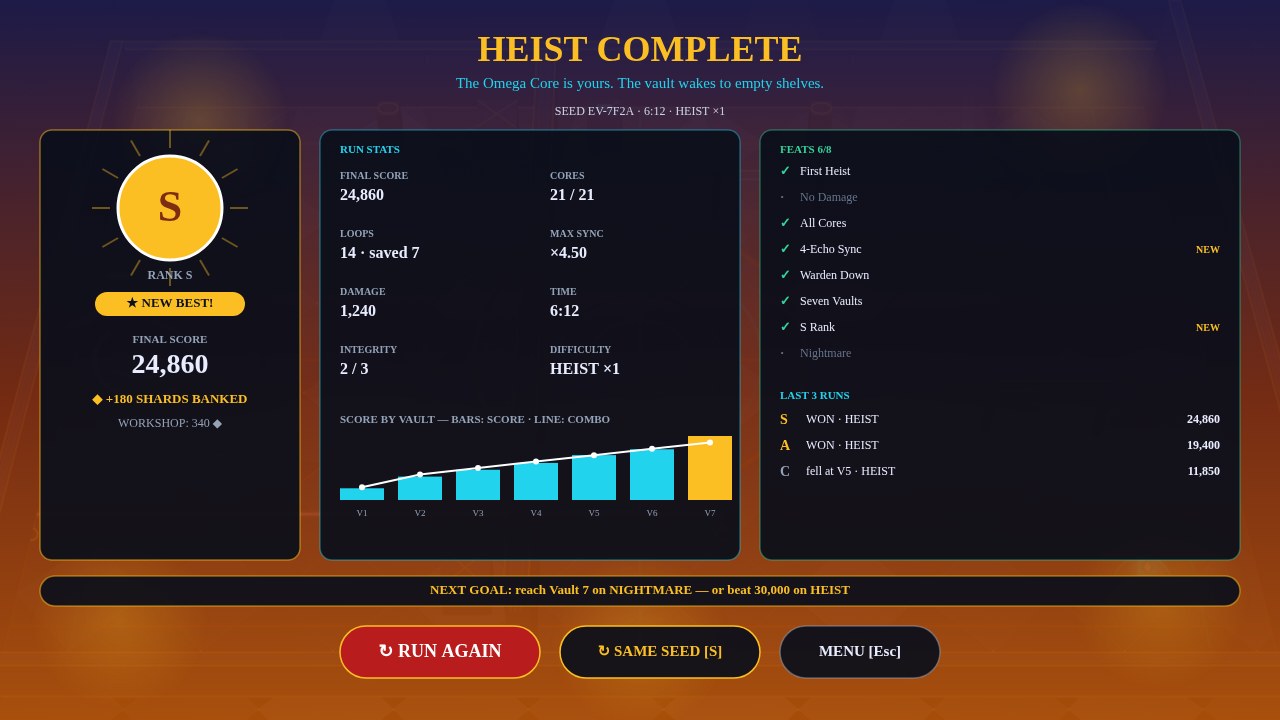 HEIST COMPLETE
The Omega Core is yours. The vault wakes to empty shelves.
SEED EV-7F2A · 6:12 · HEIST ×1
S
RANK S
★ NEW BEST!
FINAL SCORE
24,860
◆ +180 SHARDS BANKED
WORKSHOP: 340 ◆
RUN STATS
FINAL SCORE CORES
24,860 21 / 21
LOOPS MAX SYNC
14 · saved 7 ×4.50
DAMAGE TIME
1,240 6:12
INTEGRITY DIFFICULTY
2 / 3 HEIST ×1
SCORE BY VAULT — BARS: SCORE · LINE: COMBO
V1 V2 V3 V4 V5 V6 V7
FEATS 6/8
✓ First Heist
· No Damage
✓ All Cores
✓ 4-Echo Sync NEW
✓ Warden Down
✓ Seven Vaults
✓ S Rank NEW
· Nightmare
LAST 3 RUNS
S WON · HEIST 24,860
A WON · HEIST 19,400
C fell at V5 · HEIST 11,850
NEXT GOAL: reach Vault 7 on NIGHTMARE — or beat 30,000 on HEIST
↻ RUN AGAIN
↻ SAME SEED [S]
MENU [Esc]